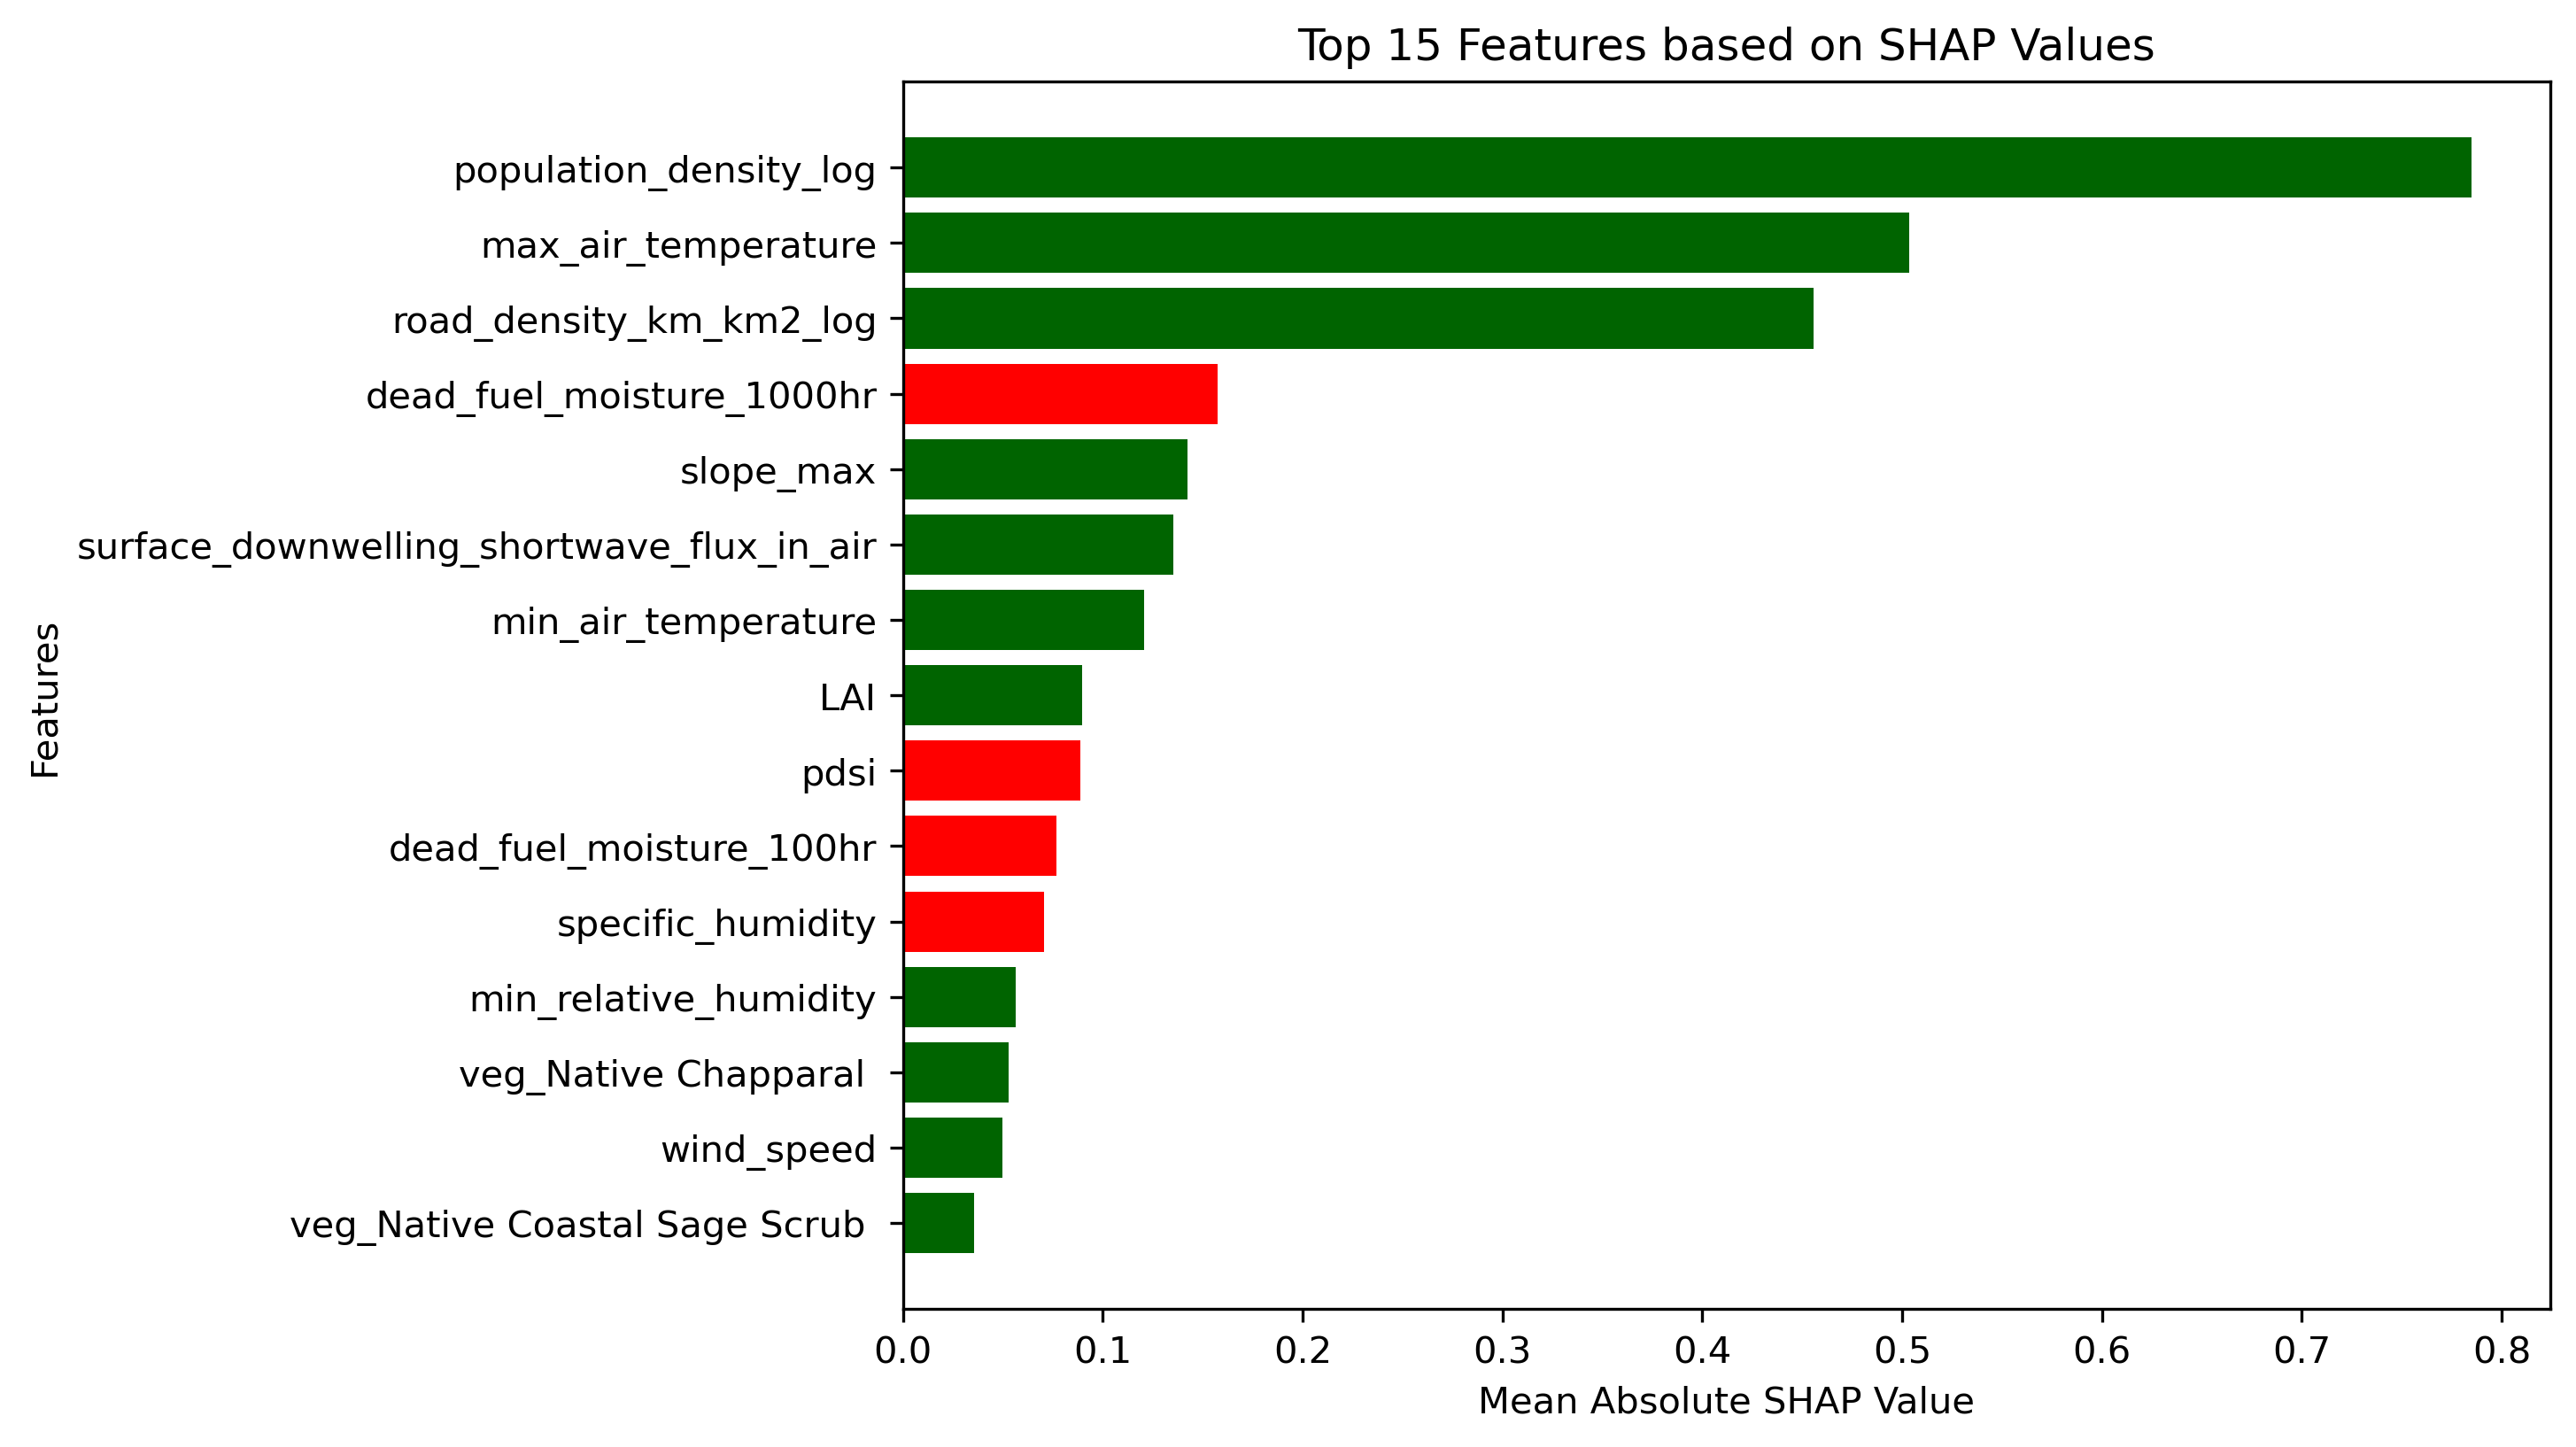 Top 15 Features based on SHAP Values
Features
population_density_log
max_air_temperature
road_density_km_km2_log
dead_fuel_moisture_1000hr
slope_max
surface_downwelling_shortwave_flux_in_air
min_air_temperature
LAI
pdsi
dead_fuel_moisture_100hr
specific_humidity
min_relative_humidity
veg_Native Chapparal
wind_speed
veg_Native Coastal Sage Scrub
0.0 0.1 0.2 0.3 0.4 0.5 0.6 0.7 0.8
Mean Absolute SHAP Value